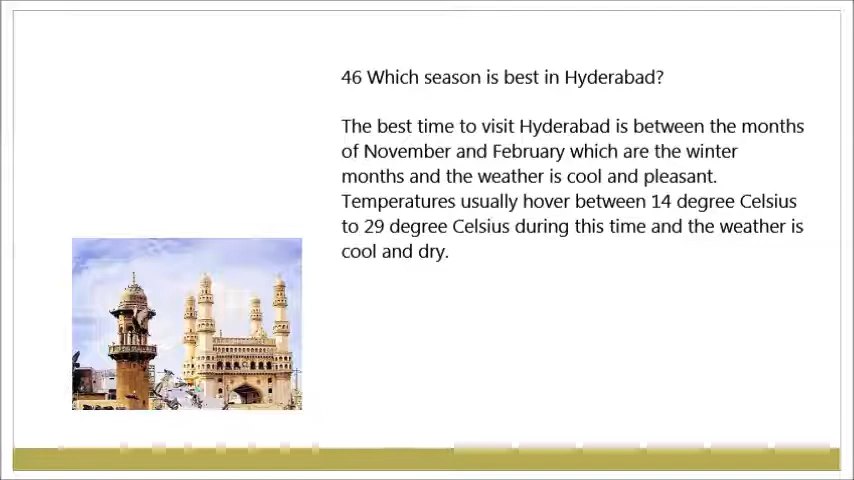 46 Which season is best in Hyderabad?
The best time to visit Hyderabad is between the months
of November and February which are the winter
months and the weather is cool and pleasant.
Temperatures usually hover between 14 degree Celsius
to 29 degree Celsius during this time and the weather is
cool and dry.